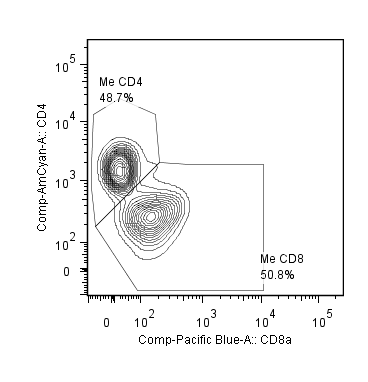 Comp-AmCyan-A:: CD4
10^5
10^4
10^3
10^2
0
Me CD4
48.7%
Me CD8
50.8%
0 10^2 10^3 10^4 10^5
Comp-Pacific Blue-A:: CD8a